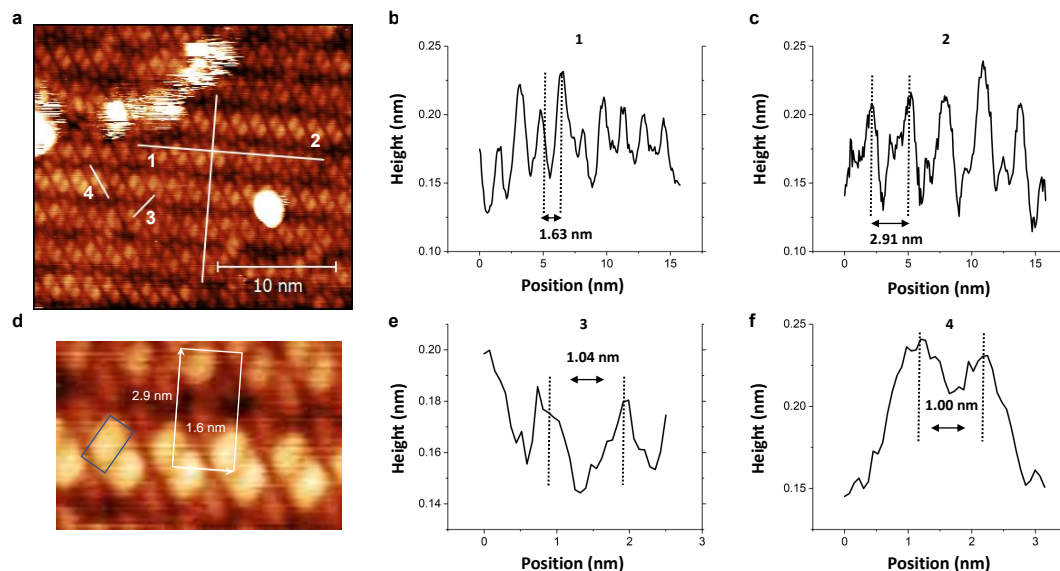 a
1
2
4
3
10 nm
b
1
Height (nm)
0.25
0.20
0.15
0.10
1.63 nm
0
5
10
15
Position (nm)
c
2
Height (nm)
0.25
0.20
0.15
0.10
2.91 nm
0
5
10
15
Position (nm)
d
2.9 nm
1.6 nm
e
3
Height (nm)
0.20
0.18
0.16
0.14
1.04 nm
0
1
2
3
Position (nm)
f
4
Height (nm)
0.25
0.20
0.15
1.00 nm
0
1
2
3
Position (nm)